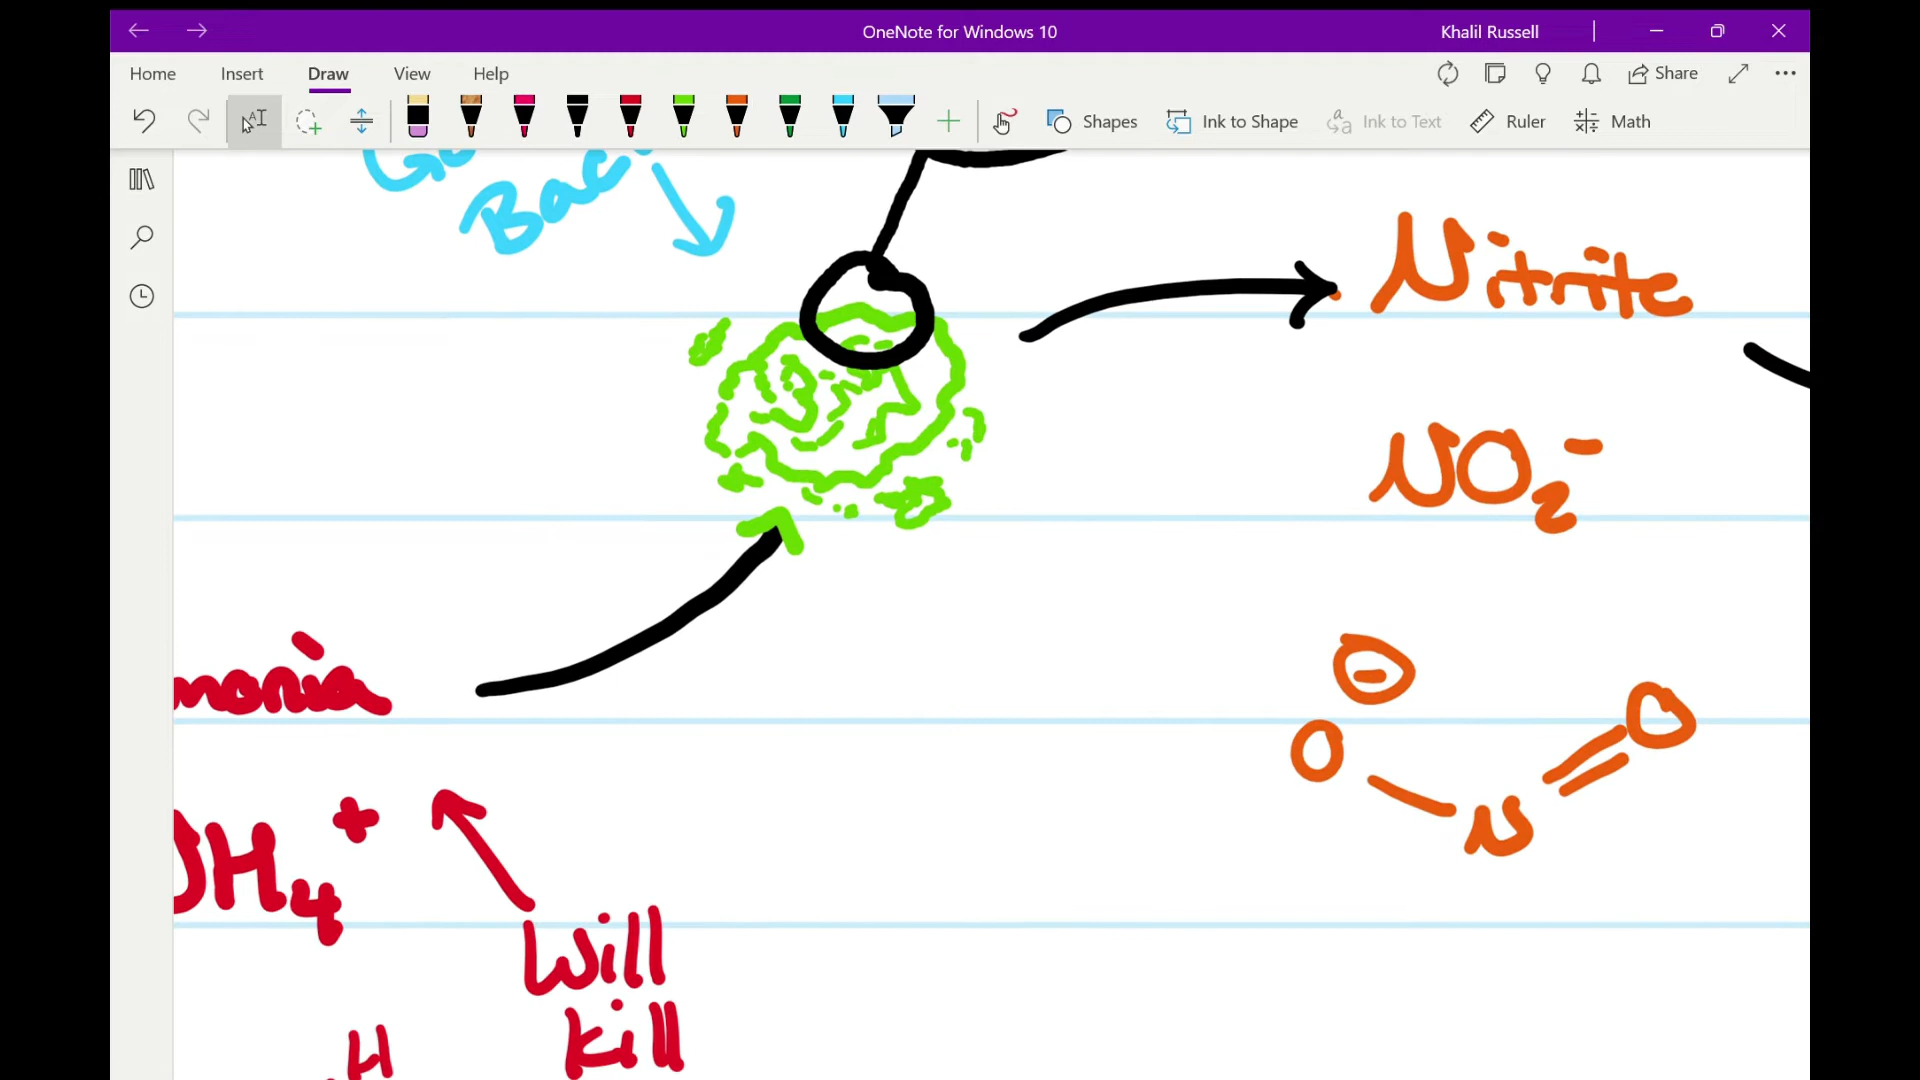 OneNote for Windows 10
Khalil Russell
Home Insert Draw View Help
Share
Shapes Ink to Shape Ink to Text Ruler Math
Bac
Nitrite
NO2-
monia
H4+
O
O
N
Will
kill
H